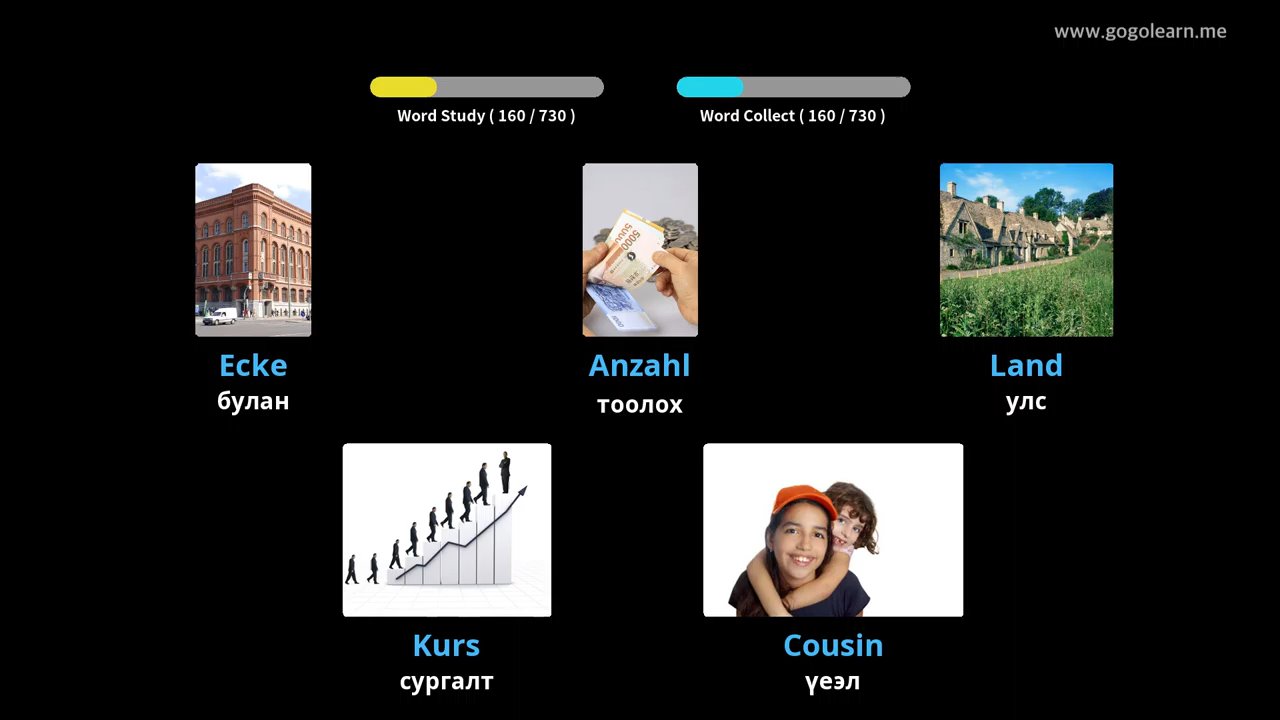 www.gogolearn.me
Word Study ( 160 / 730 )
Word Collect ( 160 / 730 )
Ecke
булан
Anzahl
тоолох
Land
улс
Kurs
сургалт
Cousin
үеэл